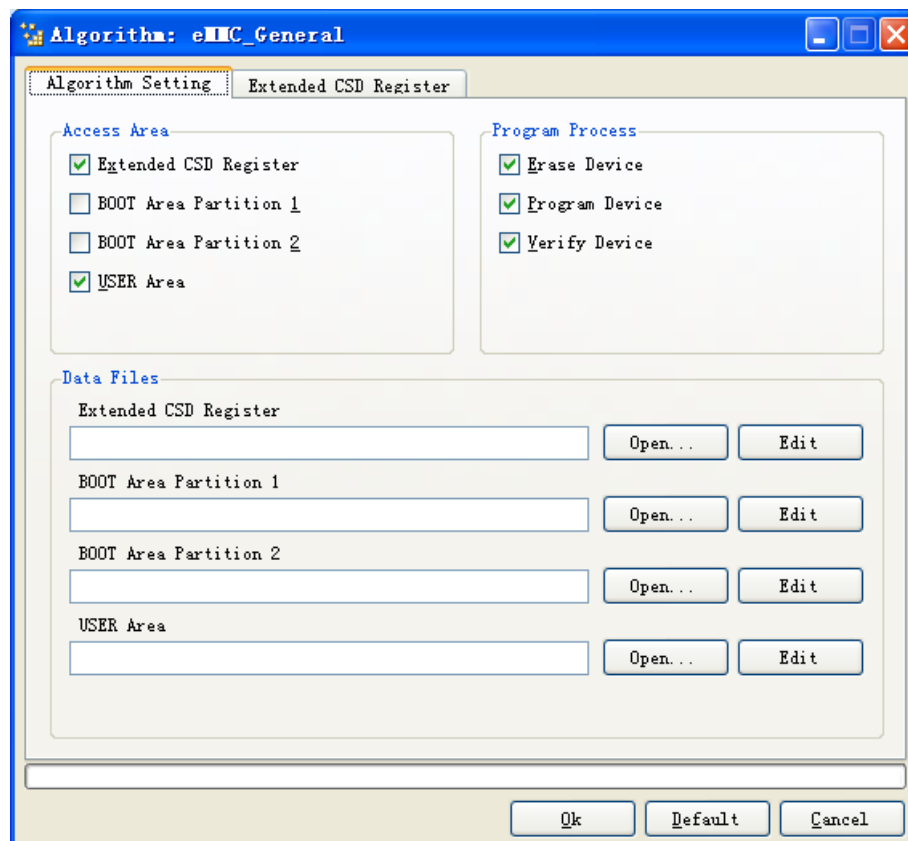 Algorithm: eMMC_General
Algorithm Setting
Extended CSD Register
Access Area
Extended CSD Register
BOOT Area Partition 1
BOOT Area Partition 2
USER Area
Program Process
Erase Device
Program Device
Verify Device
Data Files
Extended CSD Register
Open... Edit
BOOT Area Partition 1
Open... Edit
BOOT Area Partition 2
Open... Edit
USER Area
Open... Edit
Ok Default Cancel